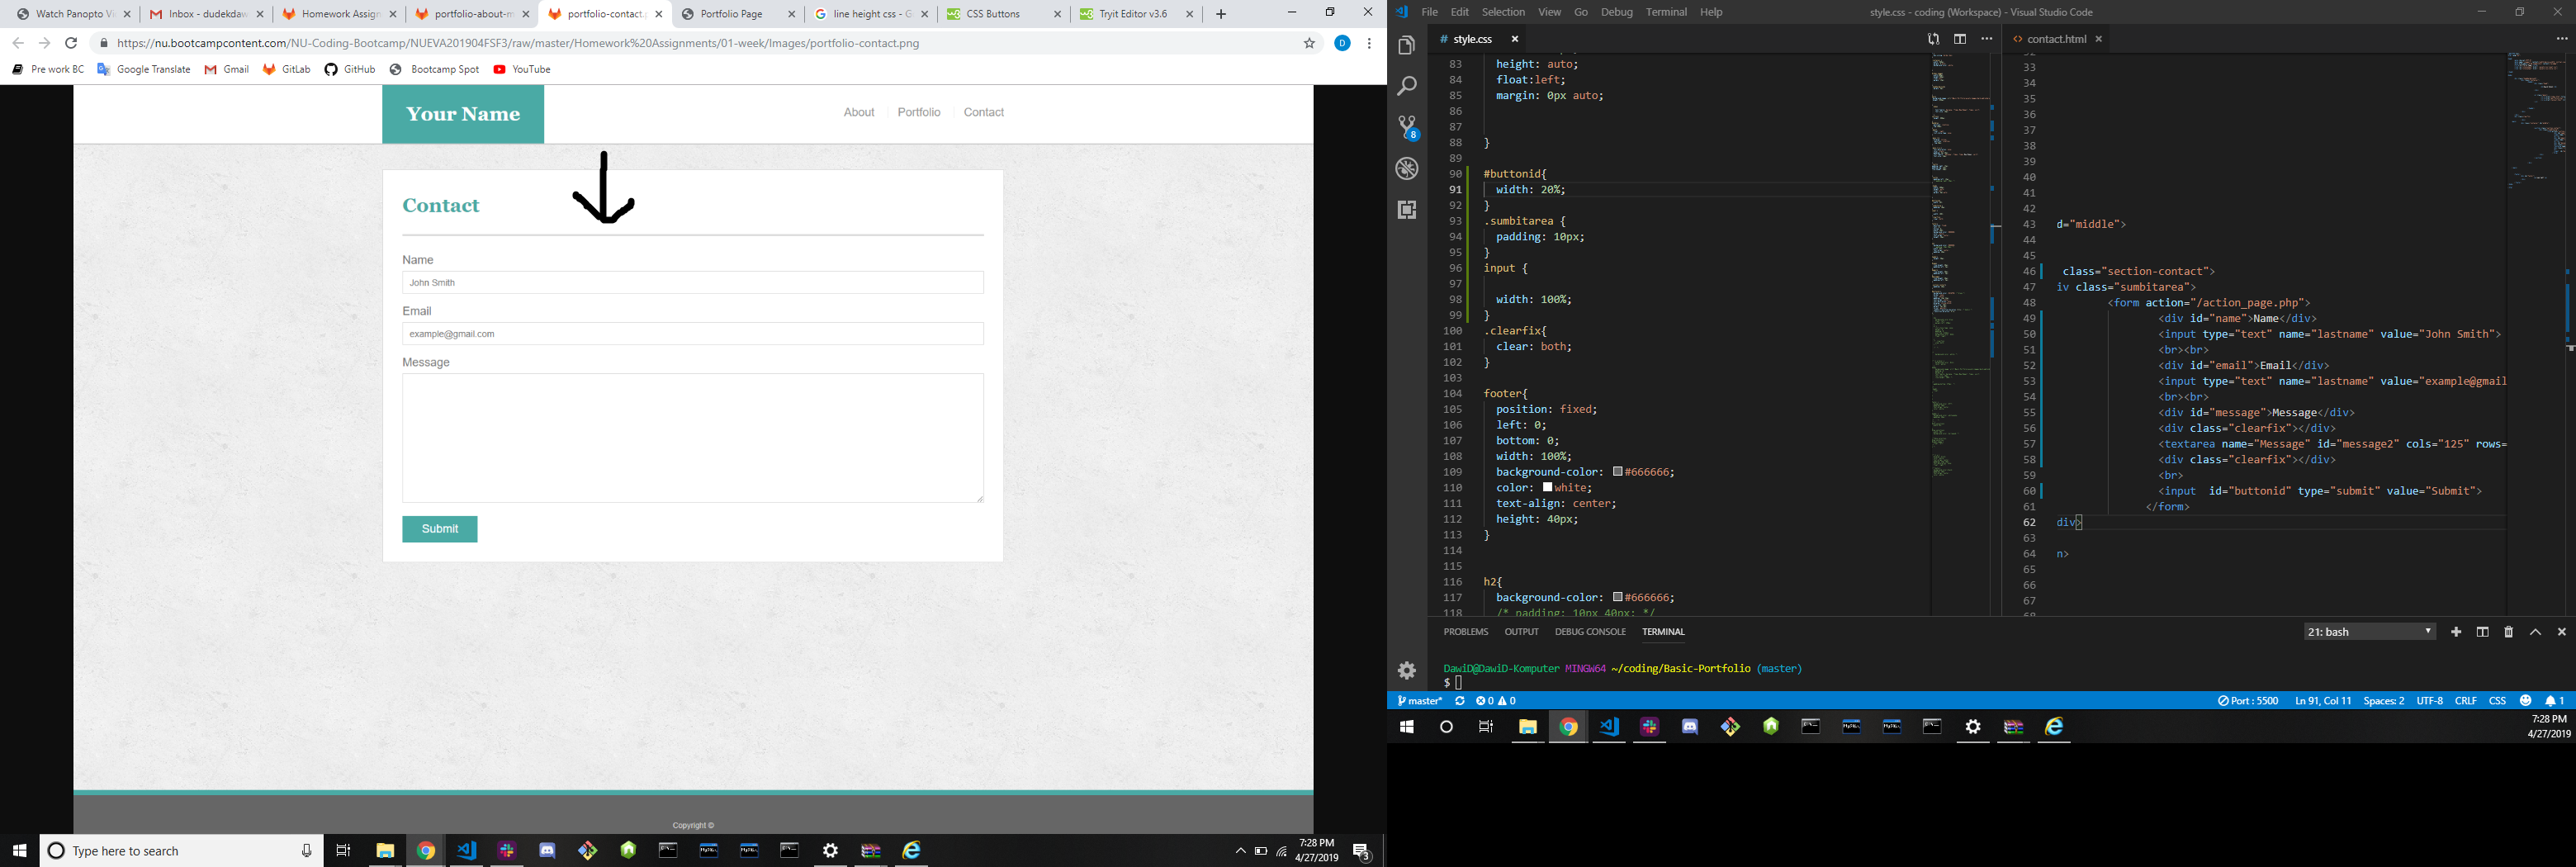 Watch Panopto Vi
Inbox - dudekdaw
Homework Assign
portfolio-about-m
portfolio-contact.p
Portfolio Page
line height css - G
CSS Buttons
Tryit Editor v3.6
https://nu.bootcampcontent.com/NU-Coding-Bootcamp/NUEVA201904FSF3/raw/master/Homework%20Assignments/01-week/Images/portfolio-contact.png
D
Pre work BC
Google Translate
Gmail
GitLab
GitHub
Bootcamp Spot
YouTube
Your Name
About
Portfolio
Contact
Contact
Name
John Smith
Email
example@gmail.com
Message
Submit
Copyright ©
Type here to search
7:28 PM
4/27/2019
3
File Edit Selection View Go Debug Terminal Help
style.css - coding (Workspace) - Visual Studio Code
# style.css
8
83 height: auto;
84 float:left;
85 margin: 0px auto;
86
87
88 }
89
90 #buttonid{
91 width: 20%;
92 }
93 .sumbitarea {
94 padding: 10px;
95 }
96 input {
97
98 width: 100%;
99 }
100 .clearfix{
101 clear: both;
102 }
103
104 footer{
105 position: fixed;
106 left: 0;
107 bottom: 0;
108 width: 100%;
109 background-color: #666666;
110 color: white;
111 text-align: center;
112 height: 40px;
113 }
114
115
116 h2{
117 background-color: #666666;
118 /* padding: 10px 40px; */
<> contact.html
33
34
35
36
37
38
39
40
41
42
43 d="middle">
44
45
46 class="section-contact">
47 iv class="sumbitarea">
48 <form action="/action_page.php">
49 <div id="name">Name</div>
50 <input type="text" name="lastname" value="John Smith">
51 <br><br>
52 <div id="email">Email</div>
53 <input type="text" name="lastname" value="example@gmail
54 <br><br>
55 <div id="message">Message</div>
56 <div class="clearfix"></div>
57 <textarea name="Message" id="message2" cols="125" rows=
58 <div class="clearfix"></div>
59 <br>
60 <input id="buttonid" type="submit" value="Submit">
61 </form>
62 div>
63
64 n>
65
66
67
PROBLEMS OUTPUT DEBUG CONSOLE TERMINAL
21: bash
DawiD@DawiD-Komputer MINGW64 ~/coding/Basic-Portfolio (master)
$
master* 0 0
Port : 5500 Ln 91, Col 11 Spaces: 2 UTF-8 CRLF CSS 1
7:28 PM
4/27/2019